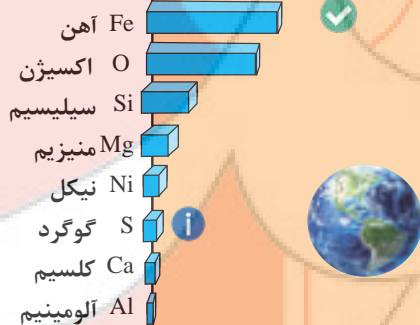 آهن Fe
اکسیژن O
سیلیسیم Si
منیزیم Mg
نیکل Ni
گوگرد S
کلسیم Ca
آلومینیم Al